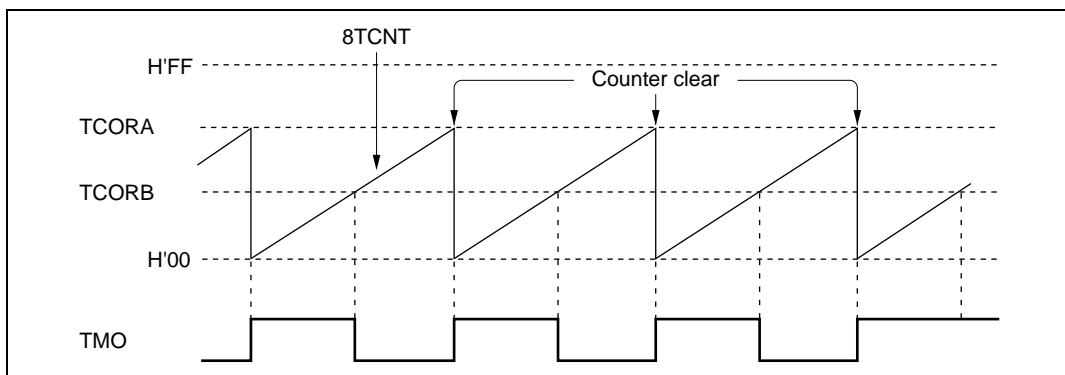 8TCNT
H'FF
Counter clear
TCORA
TCORB
H'00
TMO